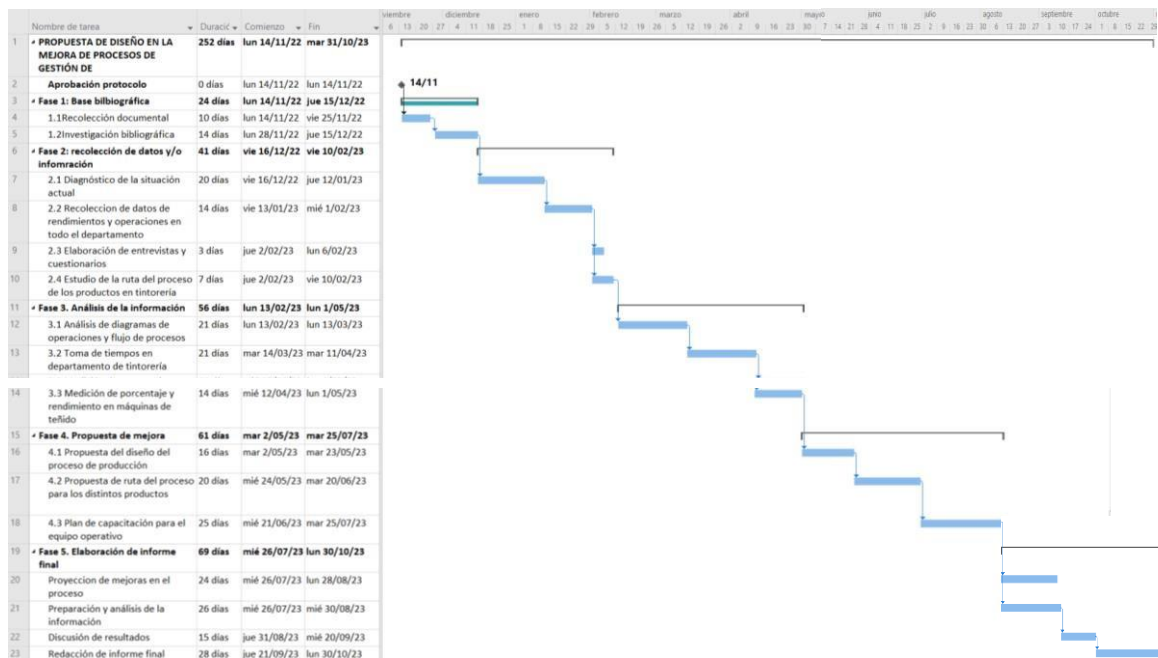 Nombre de tarea Duració Comienzo Fin
viembre diciembre enero febrero marzo abril mayo junio julio agosto septiembre octubre
1 PROPUESTA DE DISEÑO EN LA 252 días lun 14/11/22 mar 31/10/23
MEJORA DE PROCESOS DE
GESTIÓN DE
2 Aprobación protocolo 0 días lun 14/11/22 lun 14/11/22 14/11
3 Fase 1: Base bilbiográfica 24 días lun 14/11/22 jue 15/12/22
4 1.1Recolección documental 10 días lun 14/11/22 vie 25/11/22
5 1.2Investigación bibliográfica 14 días lun 28/11/22 jue 15/12/22
6 Fase 2: recolección de datos y/o 41 días vie 16/12/22 vie 10/02/23
infomración
7 2.1 Diagnóstico de la situación 20 días vie 16/12/22 jue 12/01/23
actual
8 2.2 Recoleccion de datos de 14 días vie 13/01/23 mié 1/02/23
rendimientos y operaciones en
todo el departamento
9 2.3 Elaboración de entrevistas y 3 días jue 2/02/23 lun 6/02/23
cuestionarios
10 2.4 Estudio de la ruta del proceso 7 días jue 2/02/23 vie 10/02/23
de los productos en tintorería
11 Fase 3. Análisis de la información 56 días lun 13/02/23 lun 1/05/23
12 3.1 Análisis de diagramas de 21 días lun 13/02/23 lun 13/03/23
operaciones y flujo de procesos
13 3.2 Toma de tiempos en 21 días mar 14/03/23 mar 11/04/23
departamento de tintorería
14 3.3 Medición de porcentaje y 14 días mié 12/04/23 lun 1/05/23
rendimiento en máquinas de
teñido
15 Fase 4. Propuesta de mejora 61 días mar 2/05/23 mar 25/07/23
16 4.1 Propuesta del diseño del 16 días mar 2/05/23 mar 23/05/23
proceso de producción
17 4.2 Propuesta de ruta del proceso 20 días mié 24/05/23 mar 20/06/23
para los distintos productos
18 4.3 Plan de capacitación para el 25 días mié 21/06/23 mar 25/07/23
equipo operativo
19 Fase 5. Elaboración de informe 69 días mié 26/07/23 lun 30/10/23
final
20 Proyeccion de mejoras en el 24 días mié 26/07/23 lun 28/08/23
proceso
21 Preparación y análisis de la 26 días mié 26/07/23 mié 30/08/23
información
22 Discusión de resultados 15 días jue 31/08/23 mié 20/09/23
23 Redacción de informe final 28 días jue 21/09/23 lun 30/10/23